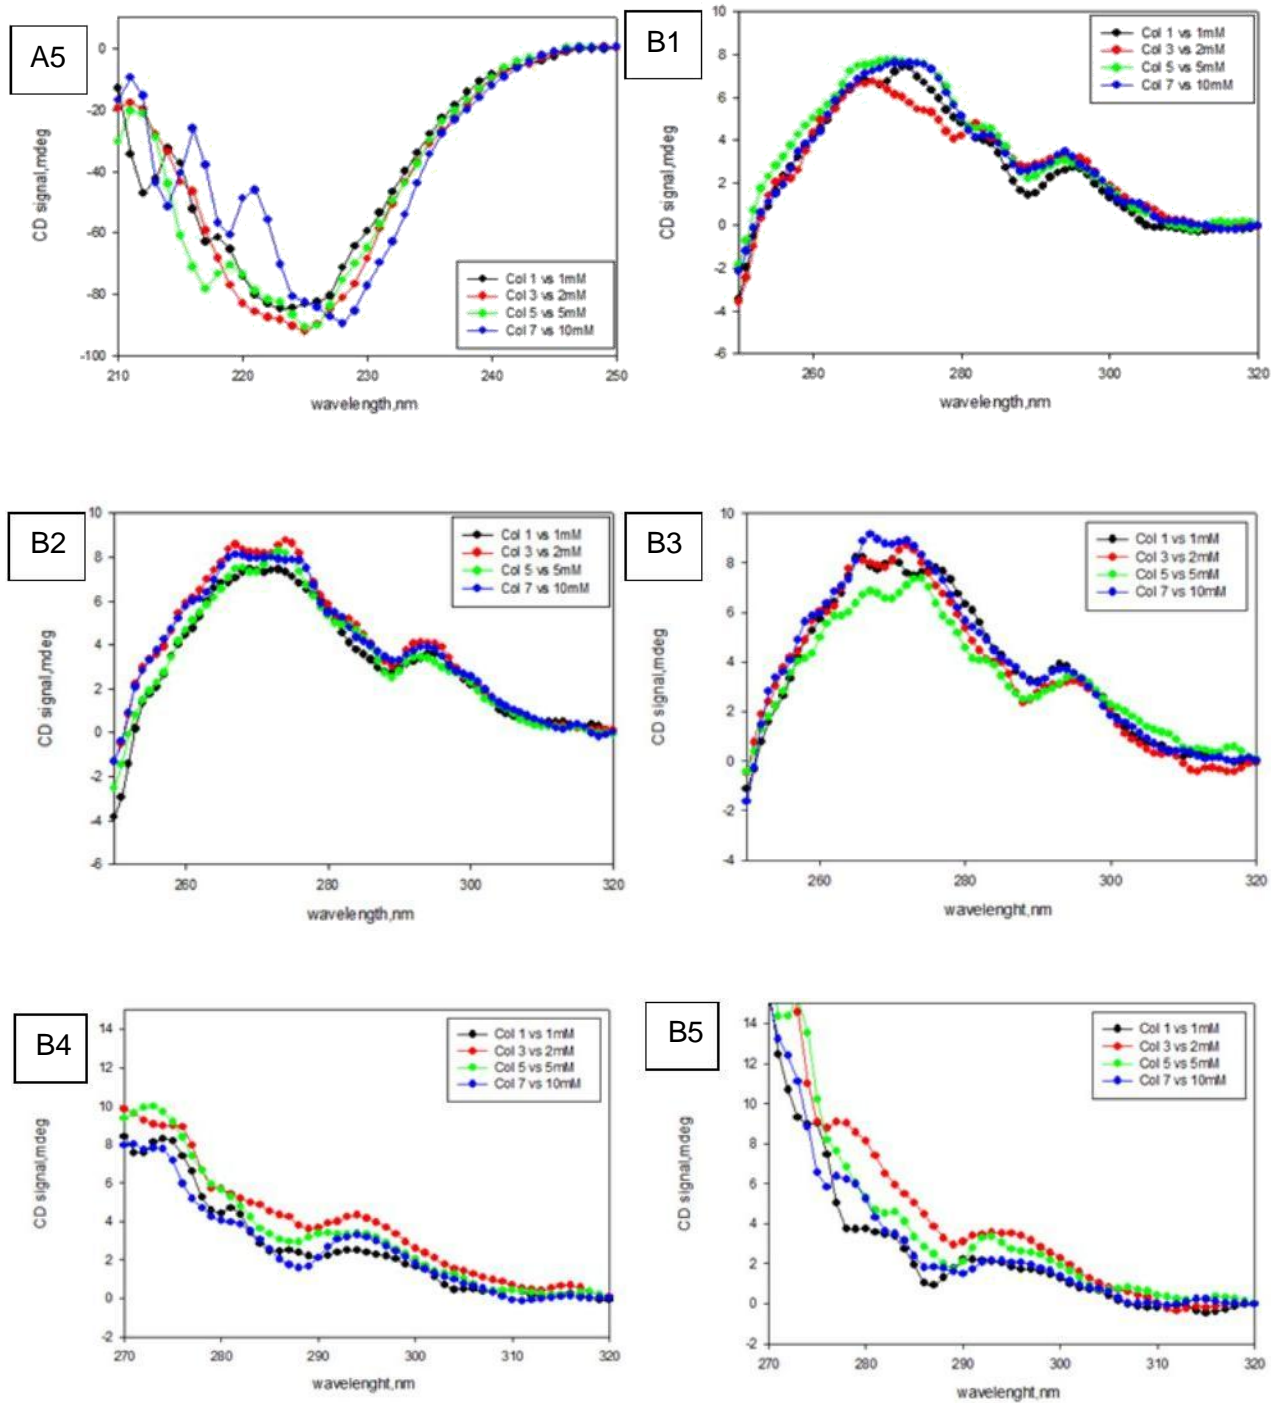 A5
CD signal,mdeg
0
-20
-40
-60
-80
-100
Col 1 vs 1mM
Col 3 vs 2mM
Col 5 vs 5mM
Col 7 vs 10mM
210 220 230 240 250
wavelength,nm
B1
CD signal,mdeg
10
8
6
4
2
0
-2
-4
-6
Col 1 vs 1mM
Col 3 vs 2mM
Col 5 vs 5mM
Col 7 vs 10mM
260 280 300 320
wavelength,nm
B2
CD signal,mdeg
10
8
6
4
2
0
-2
-4
-6
Col 1 vs 1mM
Col 3 vs 2mM
Col 5 vs 5mM
Col 7 vs 10mM
260 280 300 320
wavelength,nm
B3
CD signal,mdeg
10
8
6
4
2
0
-2
-4
Col 1 vs 1mM
Col 3 vs 2mM
Col 5 vs 5mM
Col 7 vs 10mM
260 280 300 320
wavelenght,nm
B4
CD signal,mdeg
14
12
10
8
6
4
2
0
-2
Col 1 vs 1mM
Col 3 vs 2mM
Col 5 vs 5mM
Col 7 vs 10mM
270 280 290 300 310 320
wavelenght,nm
B5
CD signal,mdeg
14
12
10
8
6
4
2
0
-2
Col 1 vs 1mM
Col 3 vs 2mM
Col 5 vs 5mM
Col 7 vs 10mM
270 280 290 300 310 320
wavelenght,nm